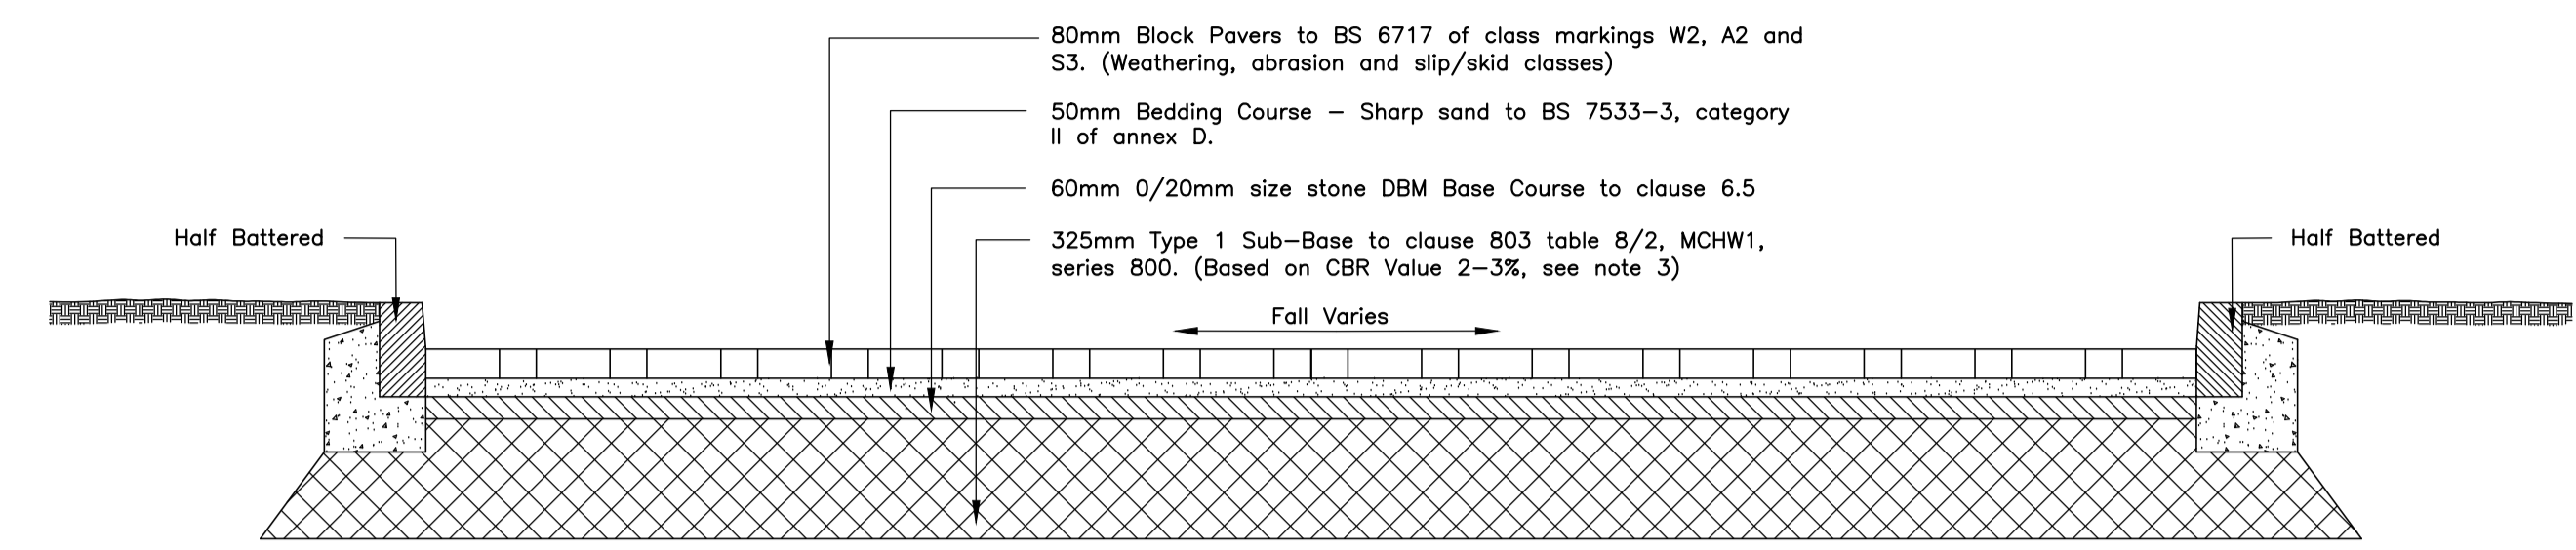 80mm Block Pavers to BS 6717 of class markings W2, A2 and
S3. (Weathering, abrasion and slip/skid classes)
50mm Bedding Course – Sharp sand to BS 7533–3, category
II of annex D.
60mm 0/20mm size stone DBM Base Course to clause 6.5
Half Battered
325mm Type 1 Sub–Base to clause 803 table 8/2, MCHW1,
series 800. (Based on CBR Value 2–3%, see note 3)
Half Battered
Fall Varies